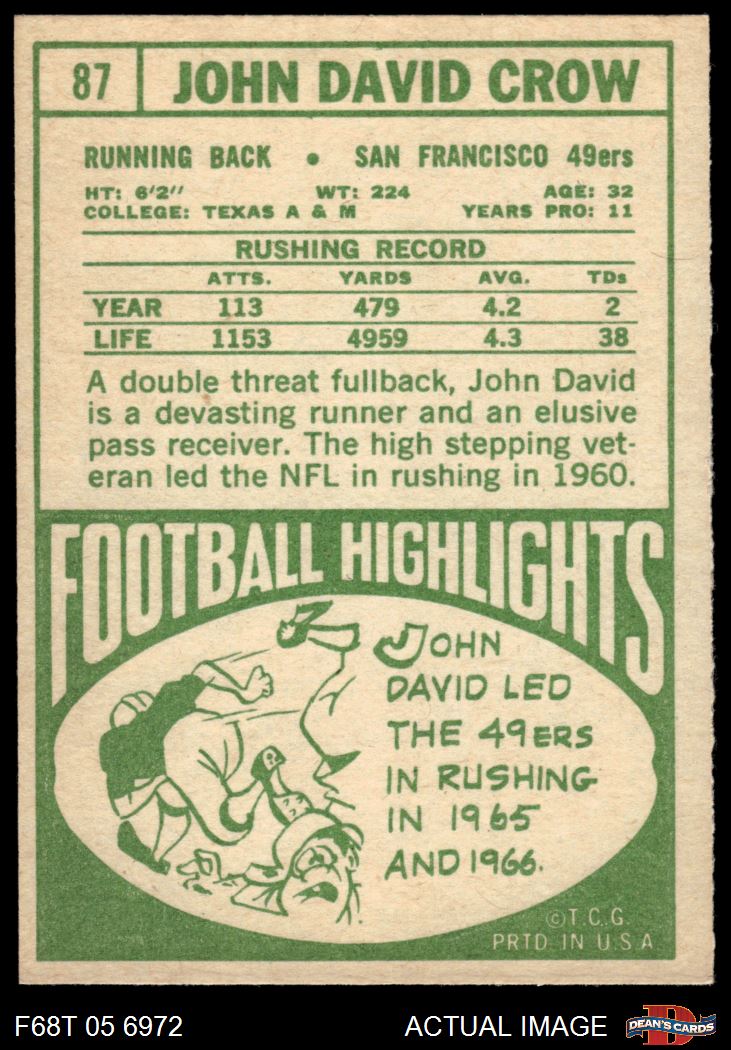 87 JOHN DAVID CROW
RUNNING BACK • SAN FRANCISCO 49ers
HT: 6'2'' WT: 224 AGE: 32
COLLEGE: TEXAS A & M YEARS PRO: 11
RUSHING RECORD
ATTS. YARDS AVG. TDs
YEAR 113 479 4.2 2
LIFE 1153 4959 4.3 38
A double threat fullback, John David
is a devasting runner and an elusive
pass receiver. The high stepping vet-
eran led the NFL in rushing in 1960.
FOOTBALL HIGHLIGHTS
JOHN
DAVID LED
THE 49ERS
IN RUSHING
IN 1965
AND 1966.
©T.C.G.
PRTD. IN U.S.A
F68T 05 6972 ACTUAL IMAGE DEAN'S CARDS